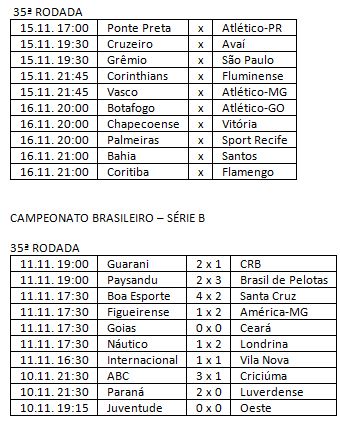 35ª RODADA
15.11. 17:00 Ponte Preta x Atlético-PR
15.11. 19:30 Cruzeiro x Avaí
15.11. 19:30 Grêmio x São Paulo
15.11. 21:45 Corinthians x Fluminense
15.11. 21:45 Vasco x Atlético-MG
16.11. 20:00 Botafogo x Atlético-GO
16.11. 20:00 Chapecoense x Vitória
16.11. 20:00 Palmeiras x Sport Recife
16.11. 21:00 Bahia x Santos
16.11. 21:00 Coritiba x Flamengo
CAMPEONATO BRASILEIRO – SÉRIE B
35ª RODADA
11.11. 19:00 Guarani 2 x 1 CRB
11.11. 19:00 Paysandu 2 x 3 Brasil de Pelotas
11.11. 17:30 Boa Esporte 4 x 2 Santa Cruz
11.11. 17:30 Figueirense 1 x 2 América-MG
11.11. 17:30 Goias 0 x 0 Ceará
11.11. 17:30 Náutico 1 x 2 Londrina
11.11. 16:30 Internacional 1 x 1 Vila Nova
10.11. 21:30 ABC 3 x 1 Criciúma
10.11. 21:30 Paraná 2 x 0 Luverdense
10.11. 19:15 Juventude 0 x 0 Oeste